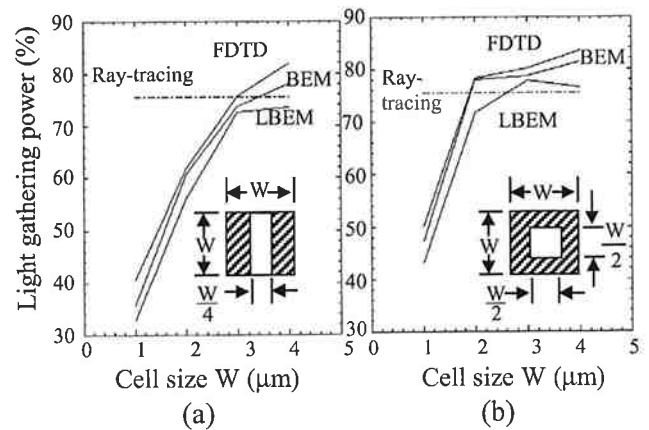 Light gathering power (%)
90
80
70
60
50
40
30
FDTD
Ray-tracing
BEM
LBEM
W
W
W
4
0
1
2
3
4
5
Cell size W (μm)
(a)
90
80
70
60
50
40
30
FDTD
BEM
Ray-
tracing
LBEM
W
W
W
2
W
2
0
1
2
3
4
5
Cell size W (μm)
(b)